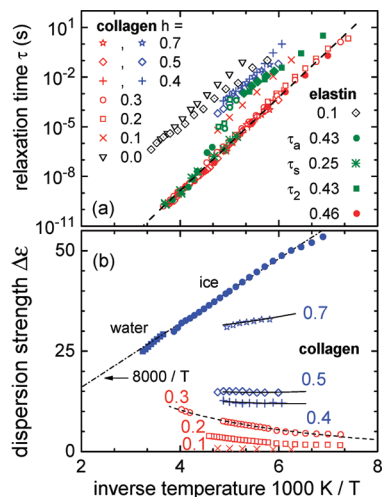 relaxation time τ (s)
10¹
10⁻²
10⁻⁵
10⁻⁸
10⁻¹¹
collagen h =
, 0.7
, 0.5
, 0.4
0.3
0.2
0.1
0.0
elastin
0.1
τa 0.43
τs 0.25
τ2 0.43
0.46
(a)
(b)
dispersion strength Δε
50
25
0
ice
water
8000 / T
0.7
collagen
0.5
0.4
0.3
0.2
0.1
2 4 6 8
inverse temperature 1000 K / T